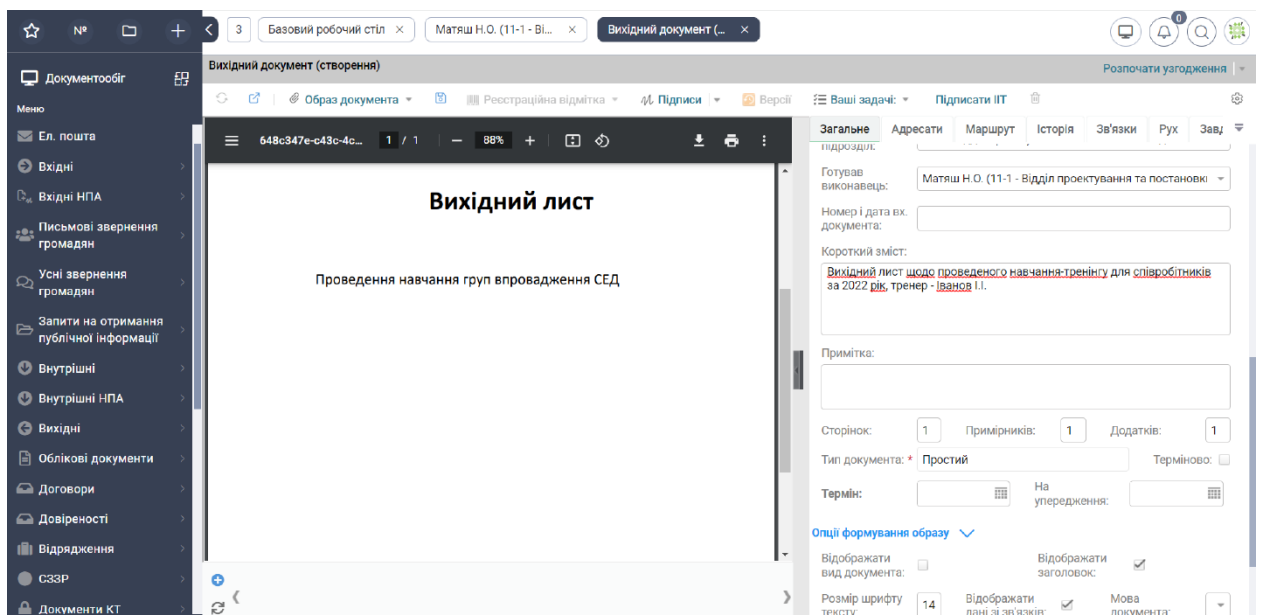 Nº
3
Базовий робочий стіл ×
Матяш Н.О. (11-1 - Ві... ×
Вихідний документ (... ×
0
Документообіг
Меню
Ел. пошта
Вхідні
Вхідні НПА
Письмові звернення
громадян
Усні звернення
громадян
Запити на отримання
публічної інформації
Внутрішні
Внутрішні НПА
Вихідні
Облікові документи
Договори
Довіреності
Відрядження
СЗЗР
Документи КТ
Вихідний документ (створення)
Розпочати узгодження
Образ документа
Реєстраційна відмітка
Підписи
Версії
Ваші задачі:
Підписати ІІТ
648c347e-c43c-4c...
1 / 1
88%
Вихідний лист
Проведення навчання груп впровадження СЕД
Загальне
Адресати
Маршрут
Історія
Зв'язки
Рух
підрозділ:
Готував
виконавець:
Матяш Н.О. (11-1 - Відділ проектування та постановкі
Номер і дата вх.
документа:
Короткий зміст:
Вихідний лист щодо проведеного навчання-тренінгу для співробітників
за 2022 рік, тренер - Іванов І.І.
Примітка:
Сторінок: 1 Примірників: 1 Додатків: 1
Тип документа: * Простий Терміново:
Термін:
На
упередження:
Опції формування образу
Відображати
вид документа:
Відображати
заголовок:
Розмір шрифту
тексту:
14
Відображати
дані зі зв'язків:
Мова
документа: